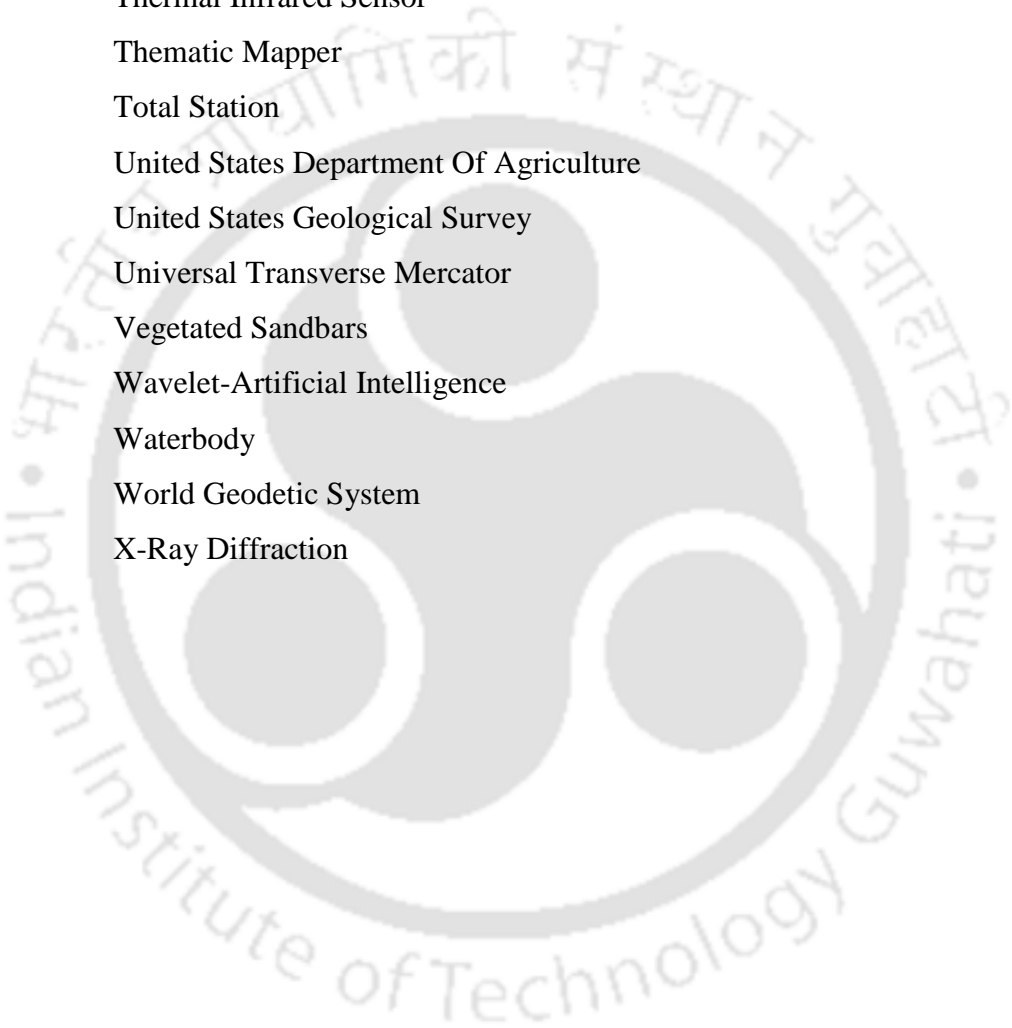 Thermal Infrared Sensor
Thematic Mapper
Total Station
United States Department Of Agriculture
United States Geological Survey
Universal Transverse Mercator
Vegetated Sandbars
Wavelet-Artificial Intelligence
Waterbody
World Geodetic System
X-Ray Diffraction
भारतीय प्रौद्योगिकी संस्थान गुवाहाटी
Indian Institute of Technology Guwahati